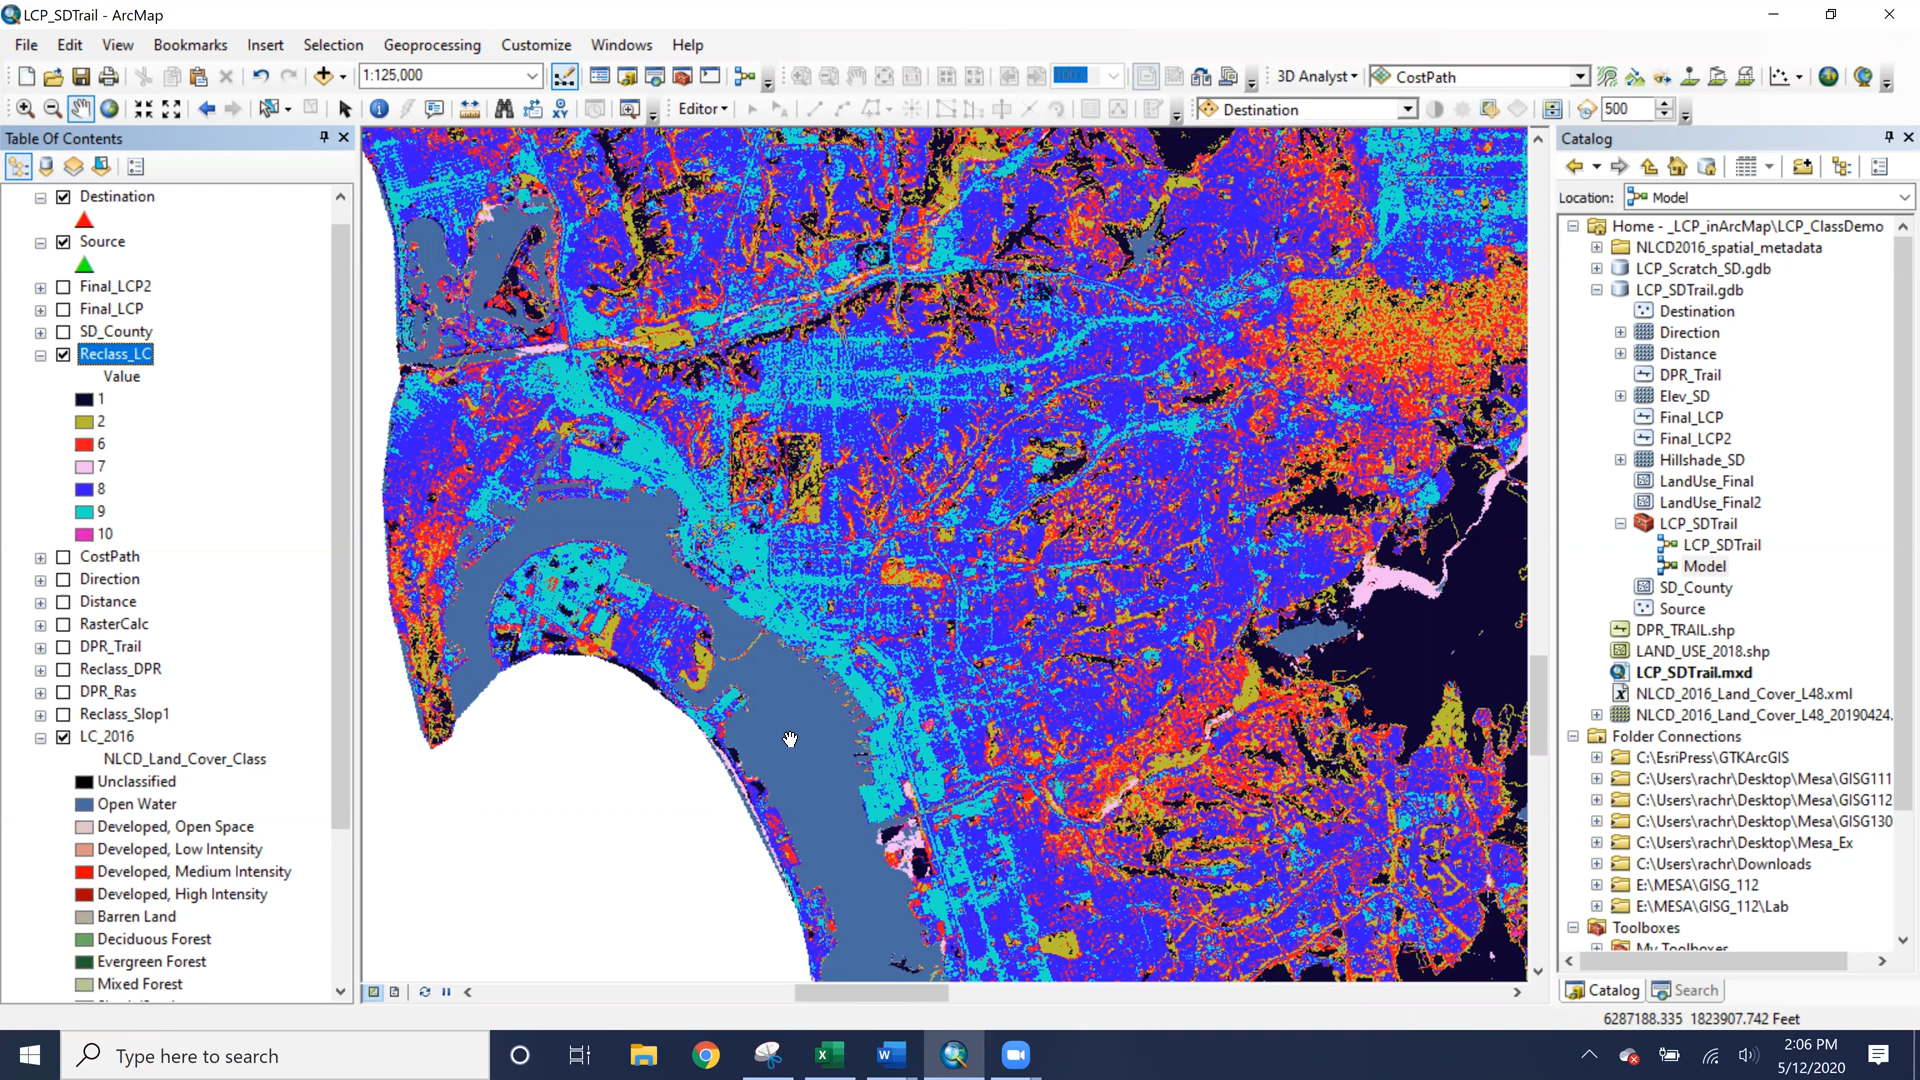 LCP_SDTrail - ArcMap
File Edit View Bookmarks Insert Selection Geoprocessing Customize Windows Help
1:125,000
100%
3D Analyst
CostPath
Editor
Destination
500
Table Of Contents
Destination
Source
Final_LCP2
Final_LCP
SD_County
Reclass_LC
Value
1
2
6
7
8
9
10
CostPath
Direction
Distance
RasterCalc
DPR_Trail
Reclass_DPR
DPR_Ras
Reclass_Slop1
LC_2016
NLCD_Land_Cover_Class
Unclassified
Open Water
Developed, Open Space
Developed, Low Intensity
Developed, Medium Intensity
Developed, High Intensity
Barren Land
Deciduous Forest
Evergreen Forest
Mixed Forest
Catalog
Location: Model
Home - _LCP_inArcMap\LCP_ClassDemo
NLCD2016_spatial_metadata
LCP_Scratch_SD.gdb
LCP_SDTrail.gdb
Destination
Direction
Distance
DPR_Trail
Elev_SD
Final_LCP
Final_LCP2
Hillshade_SD
LandUse_Final
LandUse_Final2
LCP_SDTrail
LCP_SDTrail
Model
SD_County
Source
DPR_TRAIL.shp
LAND_USE_2018.shp
LCP_SDTrail.mxd
NLCD_2016_Land_Cover_L48.xml
NLCD_2016_Land_Cover_L48_20190424.
Folder Connections
C:\EsriPress\GTKArcGIS
C:\Users\rachr\Desktop\Mesa\GISG111
C:\Users\rachr\Desktop\Mesa\GISG112
C:\Users\rachr\Desktop\Mesa\GISG130
C:\Users\rachr\Desktop\Mesa_Ex
C:\Users\rachr\Downloads
E:\MESA\GISG_112
E:\MESA\GISG_112\Lab
Toolboxes
My Toolboxes
Catalog Search
6287188.335 1823907.742 Feet
Type here to search
2:06 PM
5/12/2020